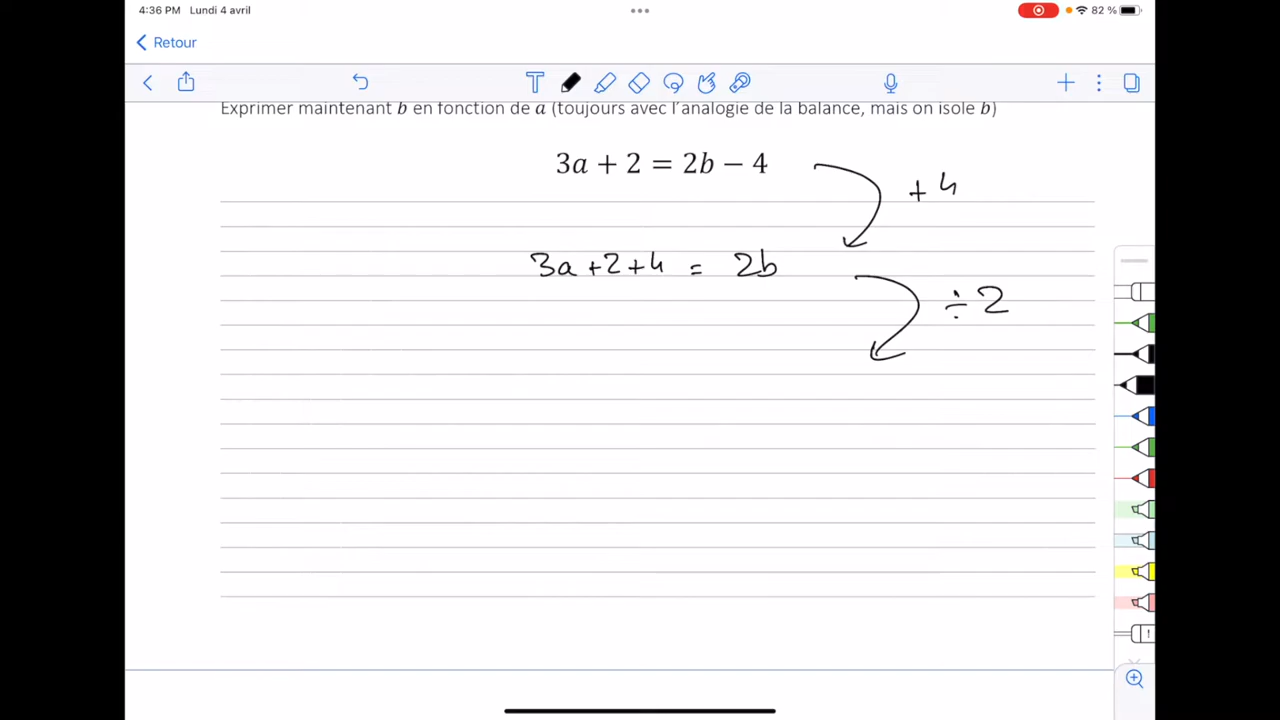 4:36 PM Lundi 4 avril
82 %
Retour
Exprimer maintenant b en fonction de a (toujours avec l'analogie de la balance, mais on isole b)
3a + 2 = 2b − 4
+ 4
3a + 2 + 4 = 2b
÷ 2